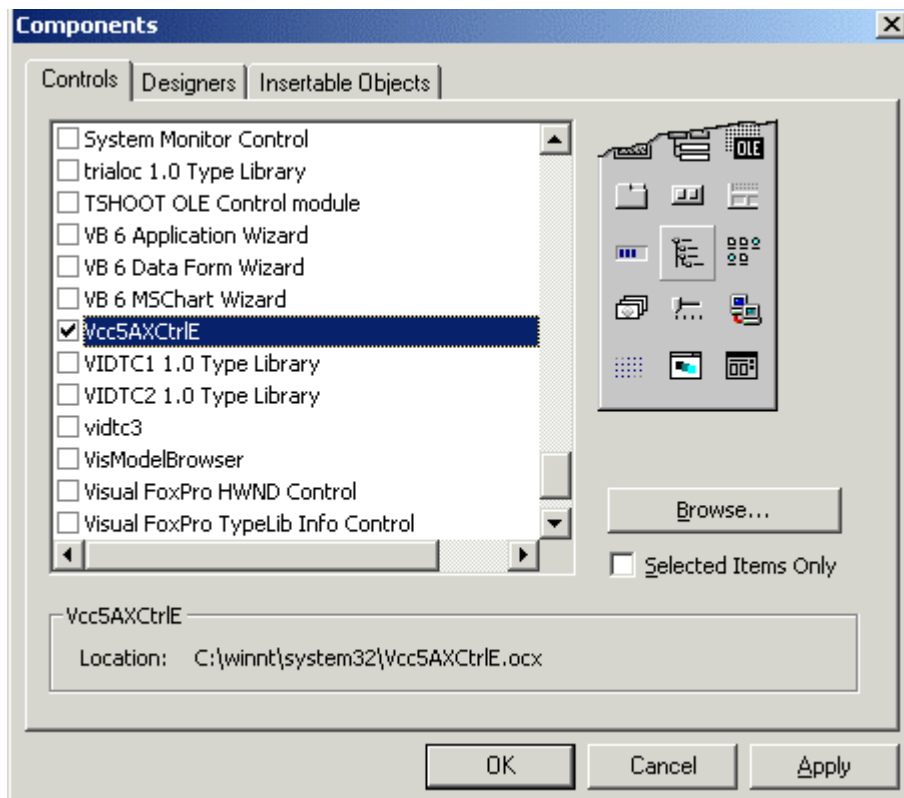 Components
Controls Designers Insertable Objects
System Monitor Control
trialoc 1.0 Type Library
TSHOOT OLE Control module
VB 6 Application Wizard
VB 6 Data Form Wizard
VB 6 MSChart Wizard
Vcc5AXCtrlE
VIDTC1 1.0 Type Library
VIDTC2 1.0 Type Library
vidtc3
VisModelBrowser
Visual FoxPro HWND Control
Visual FoxPro TypeLib Info Control
OLE
Browse...
Selected Items Only
Vcc5AXCtrlE
Location: C:\winnt\system32\Vcc5AXCtrlE.ocx
OK Cancel Apply